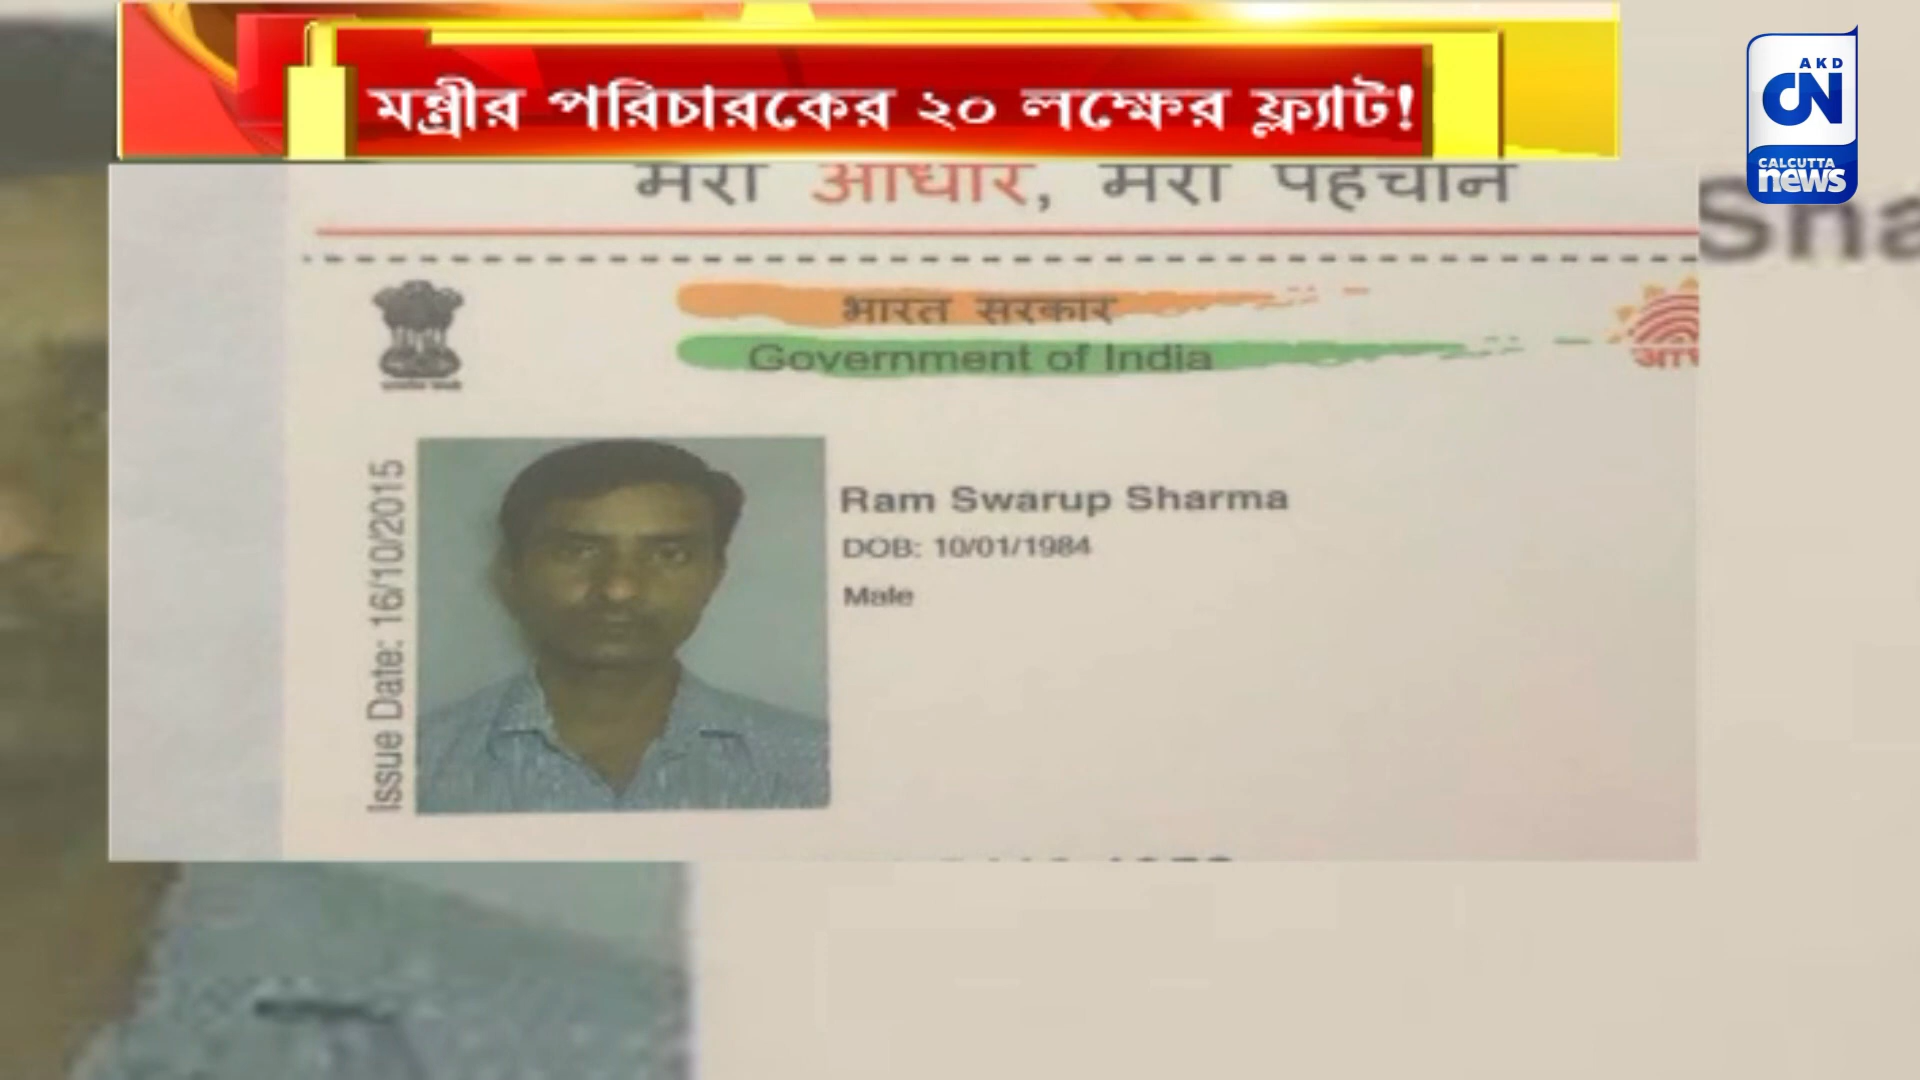 মন্ত্রীর পরিচারকের ২০ লক্ষের ফ্ল্যাট!
AKD
CN
CALCUTTA
news
मेरा आधार, मेरी पहचान
Sha
भारत सरकार
Government of India
Issue Date: 16/10/2015
Ram Swarup Sharma
DOB: 10/01/1984
Male